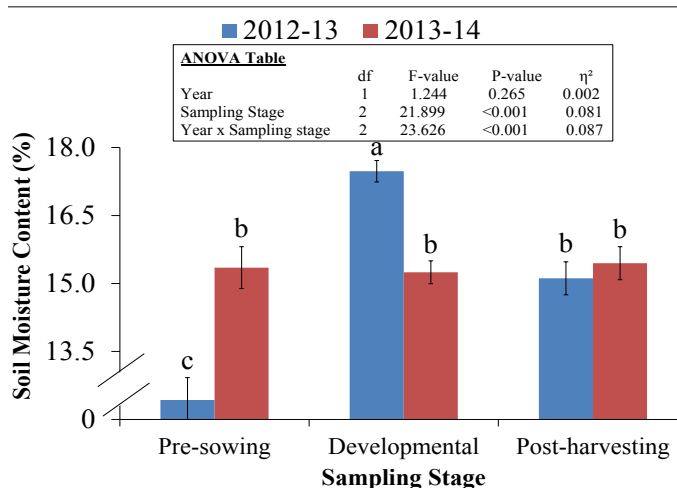 2012-13 2013-14
ANOVA Table
df F-value P-value η²
Year 1 1.244 0.265 0.002
Sampling Stage 2 21.899 <0.001 0.081
Year x Sampling stage 2 23.626 <0.001 0.087
Soil Moisture Content (%)
18.0
16.5
15.0
13.5
0
c b a b b b
Pre-sowing Developmental Post-harvesting
Sampling Stage